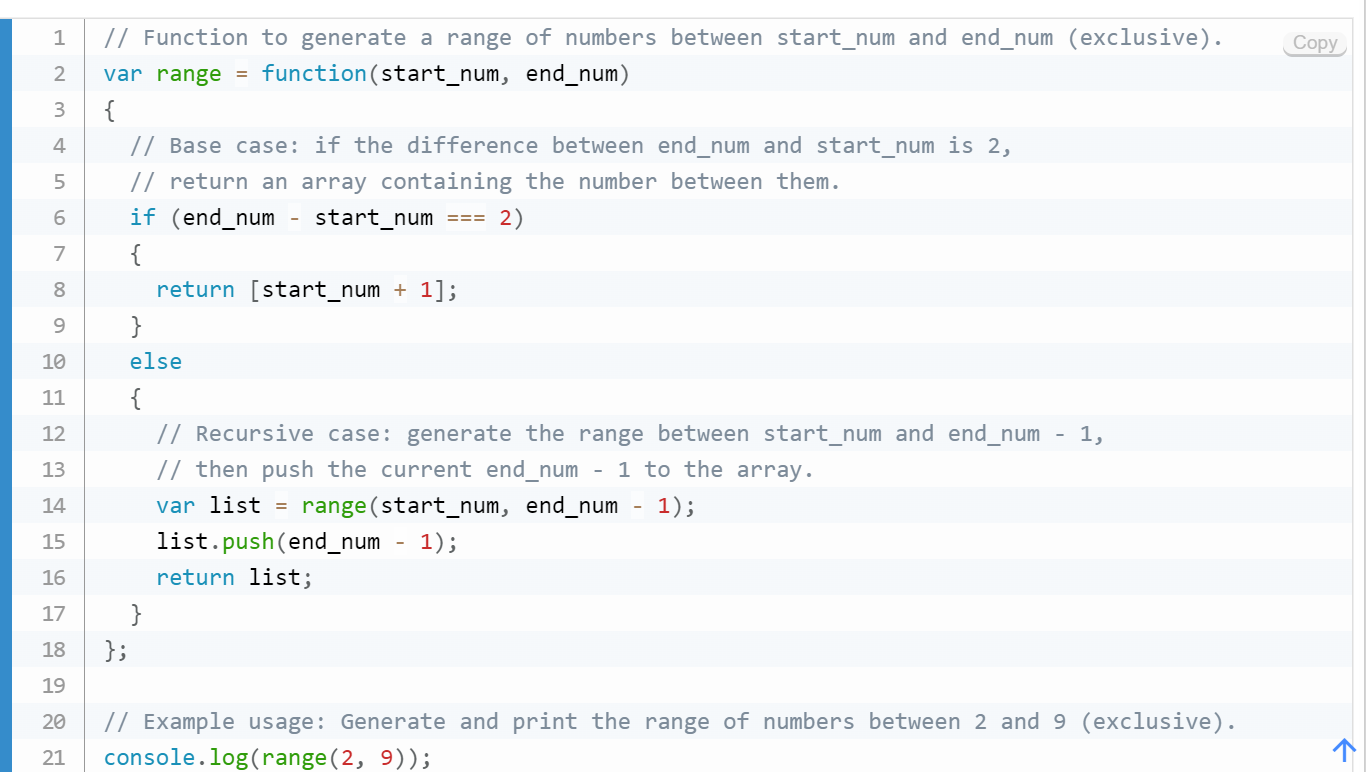 1 // Function to generate a range of numbers between start_num and end_num (exclusive).
Copy
2 var range = function(start_num, end_num)
3 {
4   // Base case: if the difference between end_num and start_num is 2,
5   // return an array containing the number between them.
6   if (end_num - start_num === 2)
7   {
8     return [start_num + 1];
9   }
10   else
11   {
12     // Recursive case: generate the range between start_num and end_num - 1,
13     // then push the current end_num - 1 to the array.
14     var list = range(start_num, end_num - 1);
15     list.push(end_num - 1);
16     return list;
17   }
18 };
19
20 // Example usage: Generate and print the range of numbers between 2 and 9 (exclusive).
21 console.log(range(2, 9));